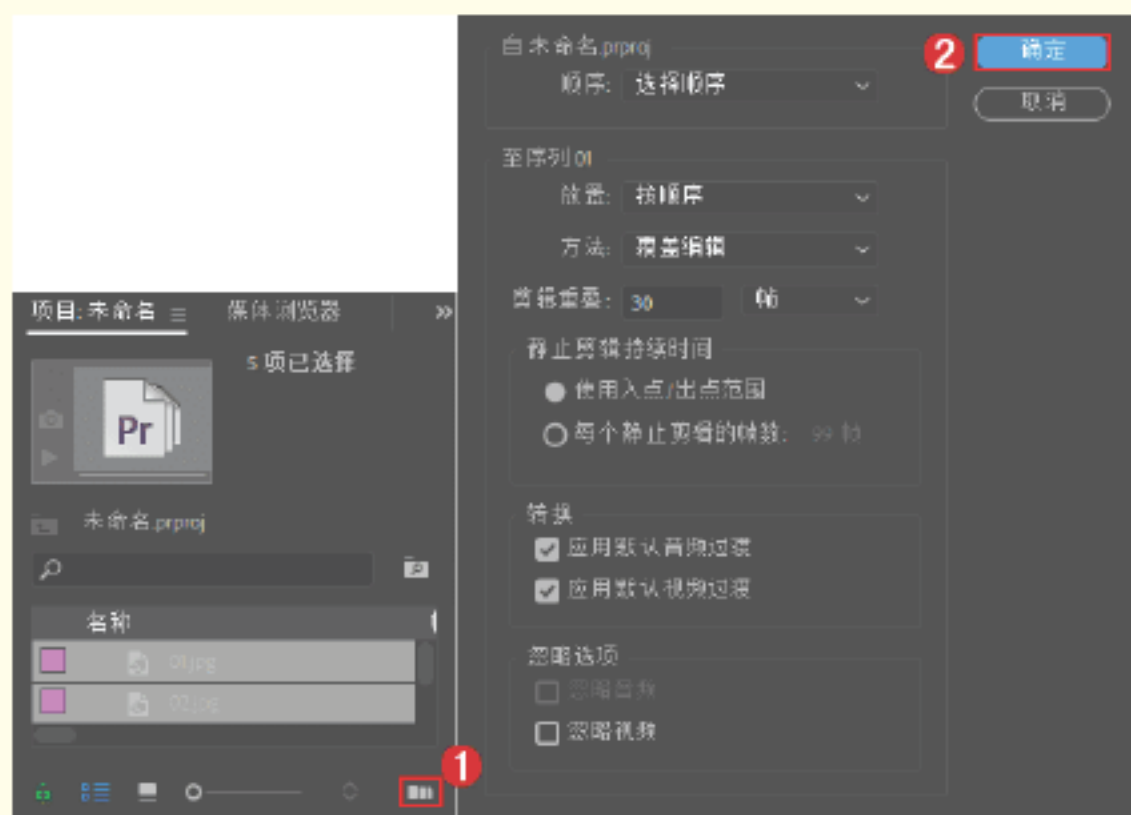 项目:未命名
媒体浏览器
5 项已选择
Pr
未命名.prproj
名称
01.jpg
02.jpg
1
自 未命名.prproj
顺序: 选择顺序
2
确定
取消
至序列 01
放置: 按顺序
方法: 覆盖编辑
剪辑重叠: 30 帧
静止剪辑持续时间
使用入点/出点范围
每个静止剪辑的帧数: 99 帧
转换
应用默认音频过渡
应用默认视频过渡
忽略选项
忽略音频
忽略视频